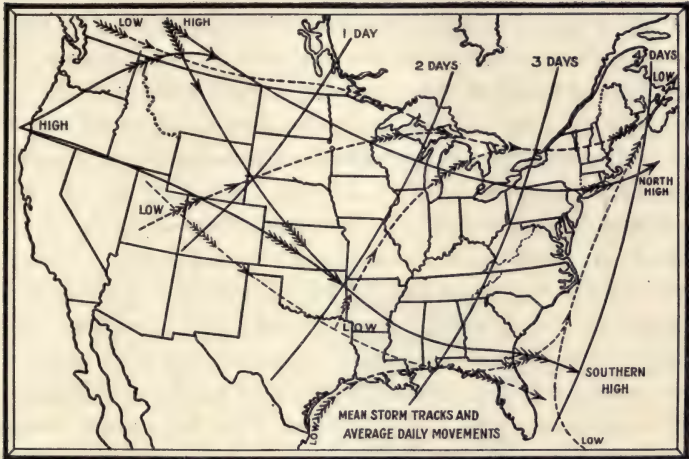 LOW
HIGH
1 DAY
2 DAYS
3 DAYS
4 DAYS
LOW
HIGH
LOW
NORTH
HIGH
LOW
SOUTHERN
HIGH
MEAN STORM TRACKS AND
AVERAGE DAILY MOVEMENTS
LOW
LOW